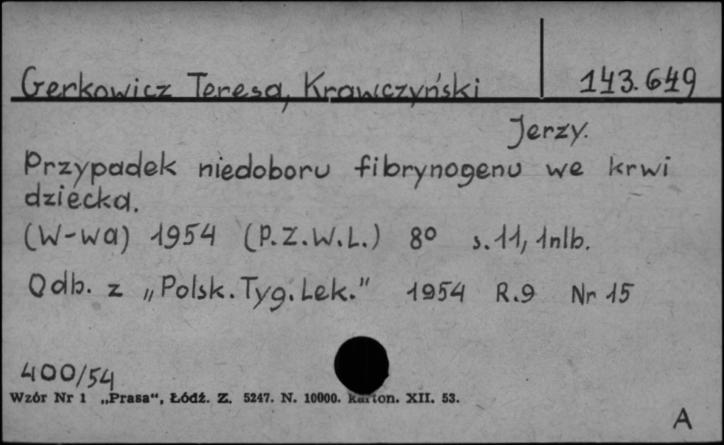 Gerkowicz Teresa, Krawczyński 143.649
Jerzy.
Przypadek niedoboru fibrynogenu we krwi
dziecka.
(W-wa) 1954 (P.Z.W.L.) 8° s.11, 1nlb.
Odb. z „Polsk. Tyg. Lek." 1954 R.9 Nr 15
400/54
Wzór Nr 1 „Prasa“, Łódź. Z. 5247. N. 10000. karton. XII. 53.
A